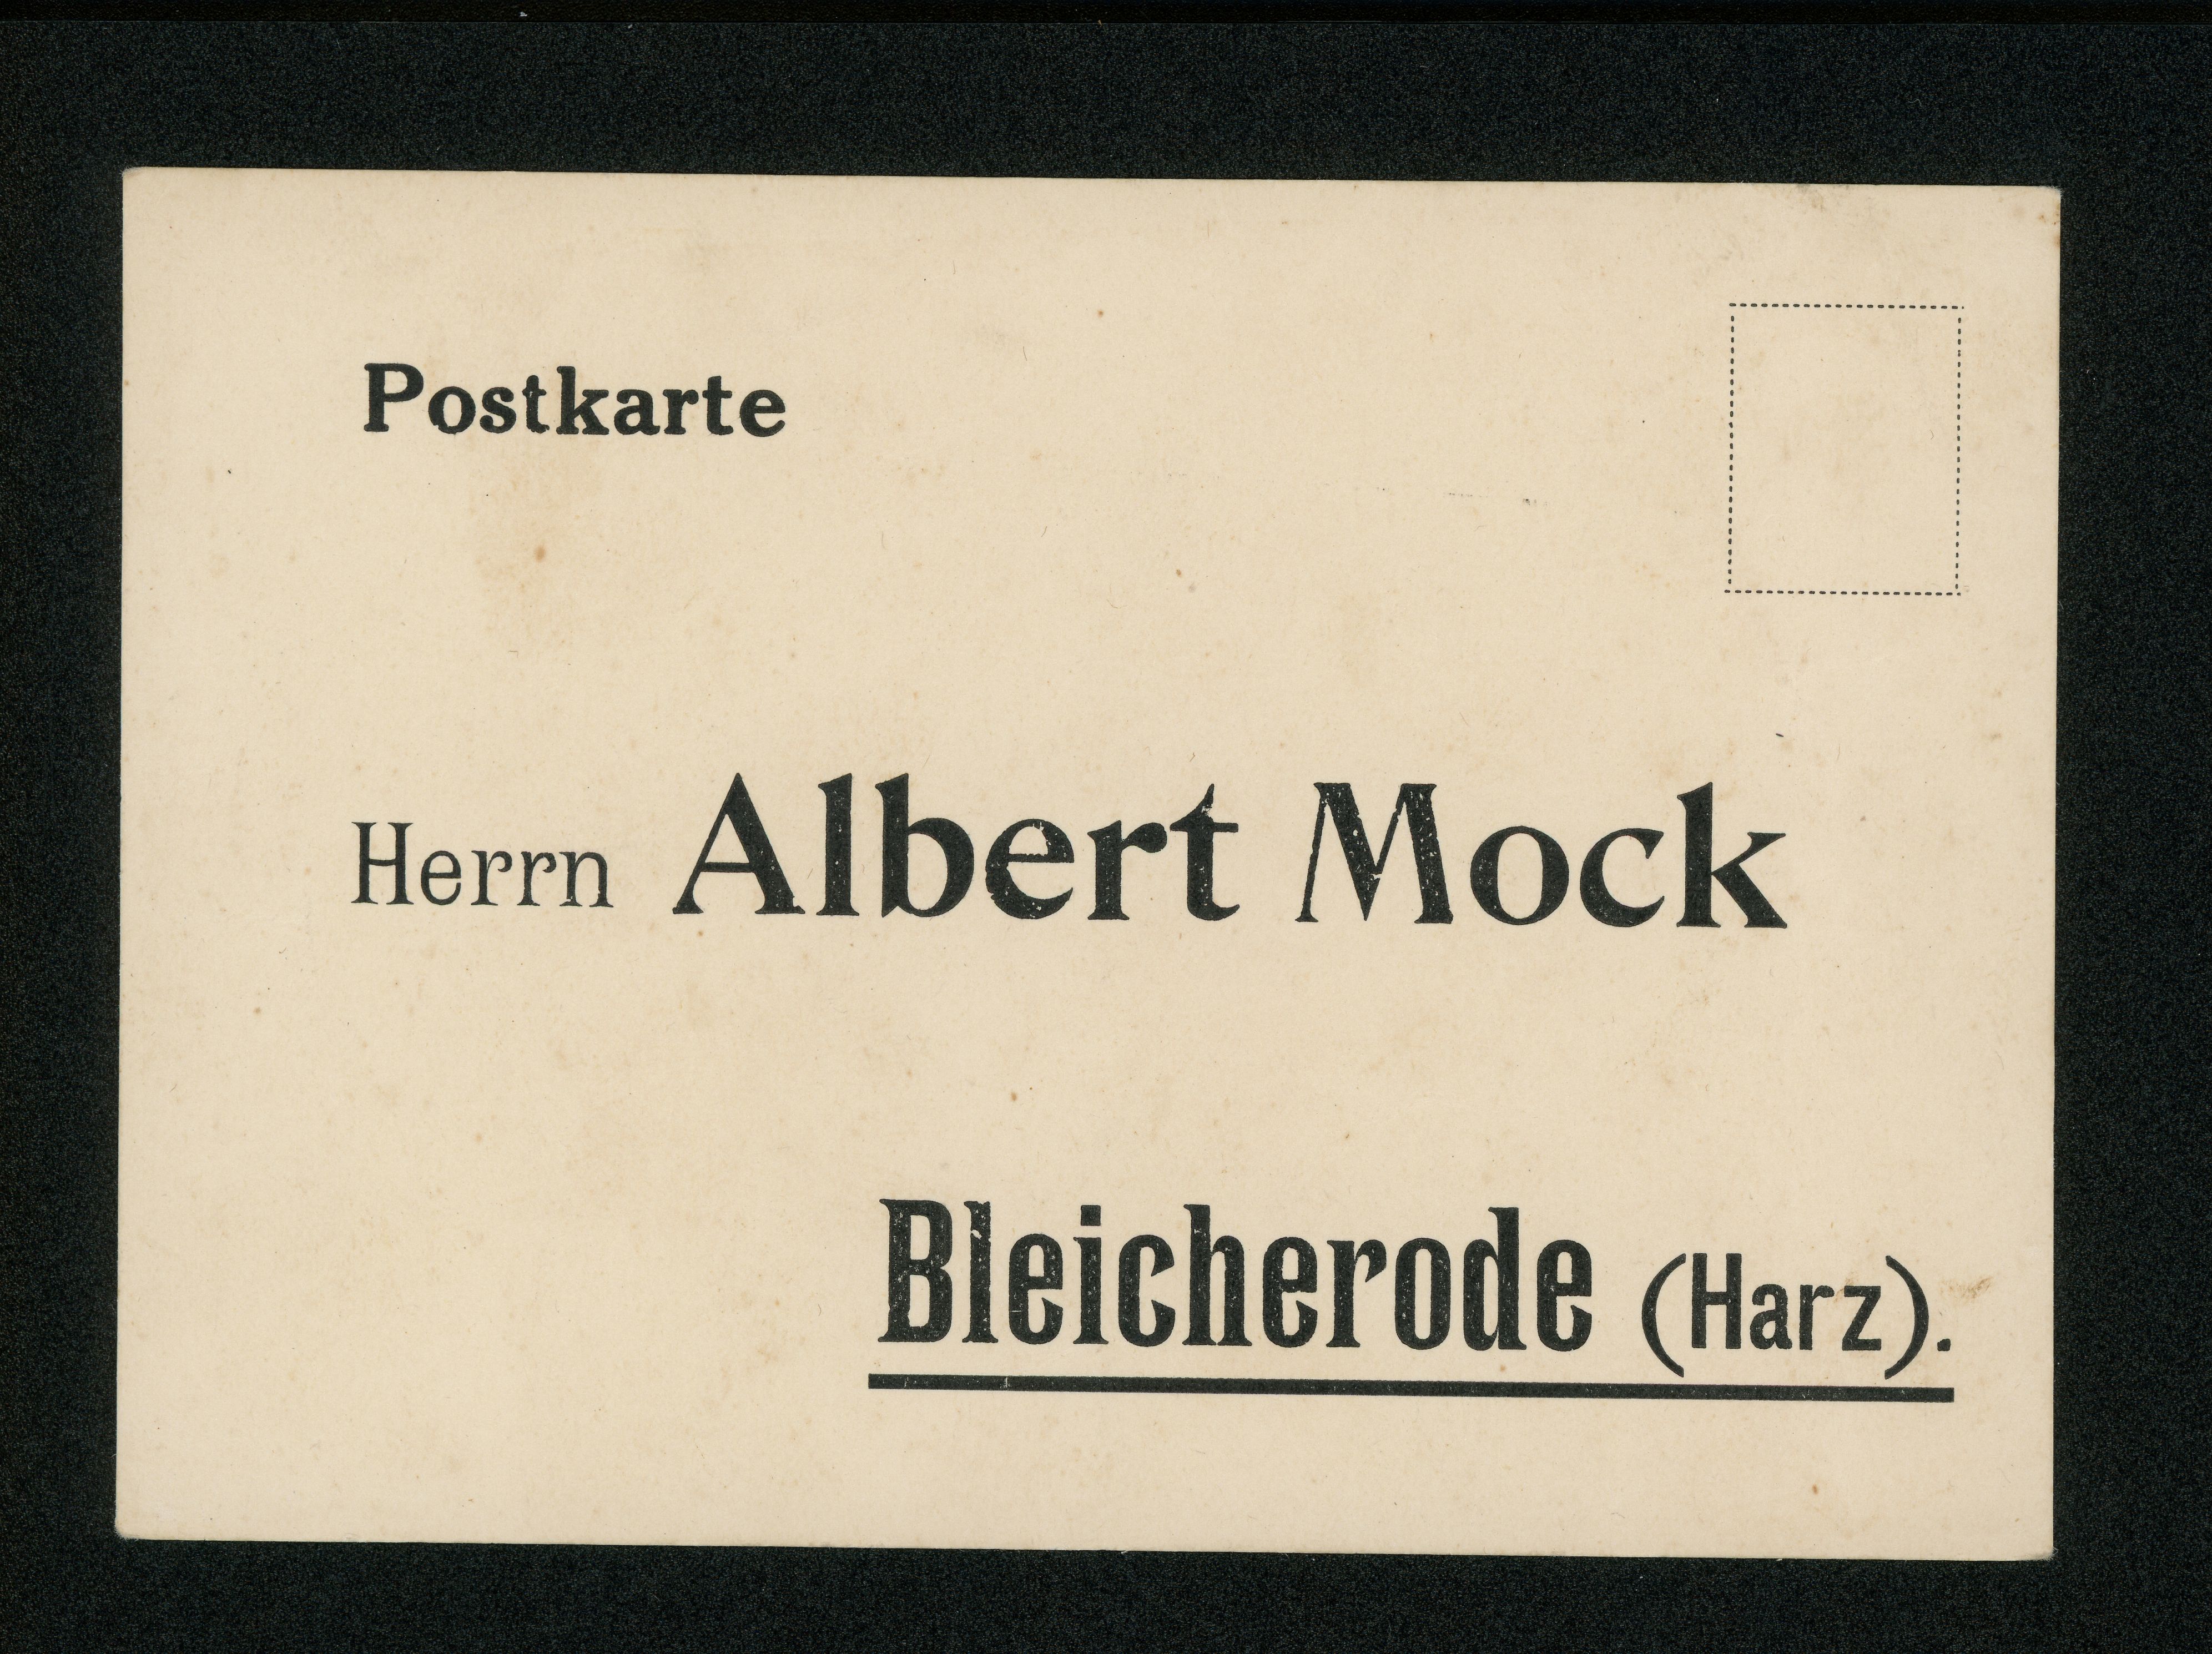 Postkarte
Herrn Albert Mock
Bleicherode (Harz).